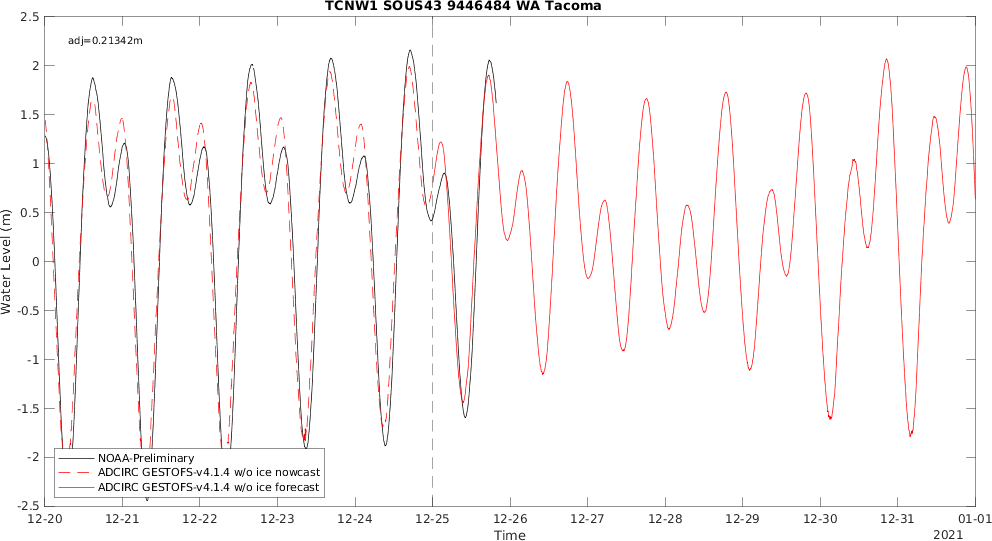 TCNW1 SOUS43 9446484 WA Tacoma
adj=0.21342m
2.5
2
1.5
1
0.5
0
-0.5
-1
-1.5
-2
-2.5
Water Level (m)
NOAA-Preliminary
ADCIRC GESTOFS-v4.1.4 w/o ice nowcast
ADCIRC GESTOFS-v4.1.4 w/o ice forecast
12-20 12-21 12-22 12-23 12-24 12-25 12-26 12-27 12-28 12-29 12-30 12-31 01-01
Time
2021